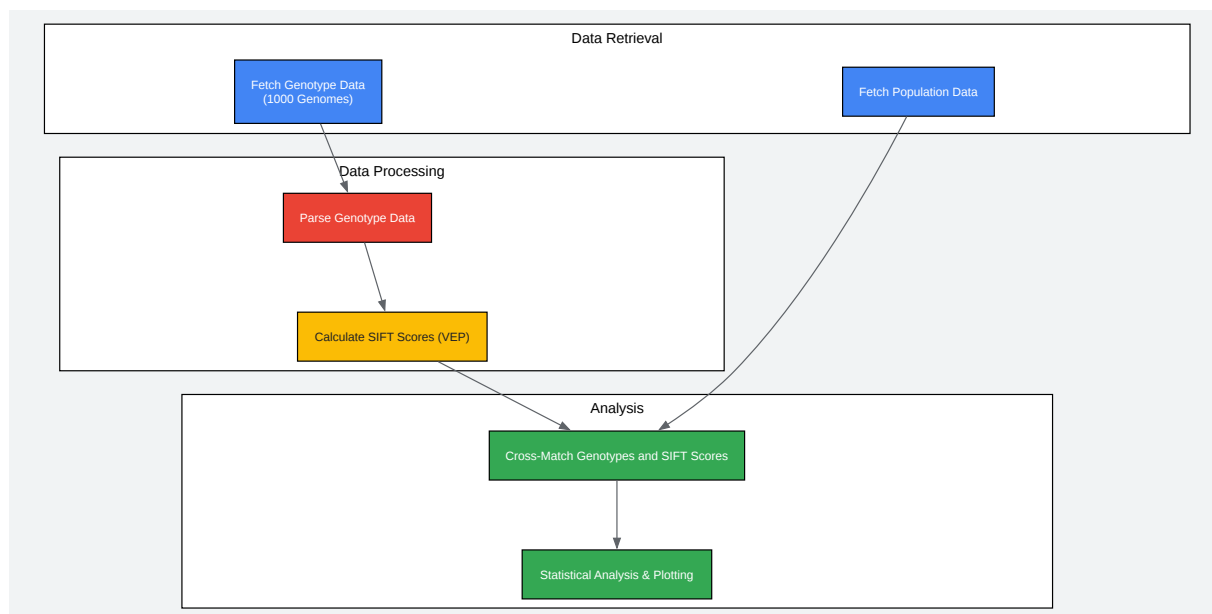 Data Retrieval
Fetch Genotype Data
(1000 Genomes)
Fetch Population Data
Data Processing
Parse Genotype Data
Calculate SIFT Scores (VEP)
Analysis
Cross-Match Genotypes and SIFT Scores
Statistical Analysis & Plotting